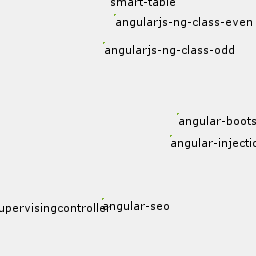 smart-table
angularjs-ng-class-even
angularjs-ng-class-odd
angular-boots
angular-injectio
upervisingcontroller
angular-seo